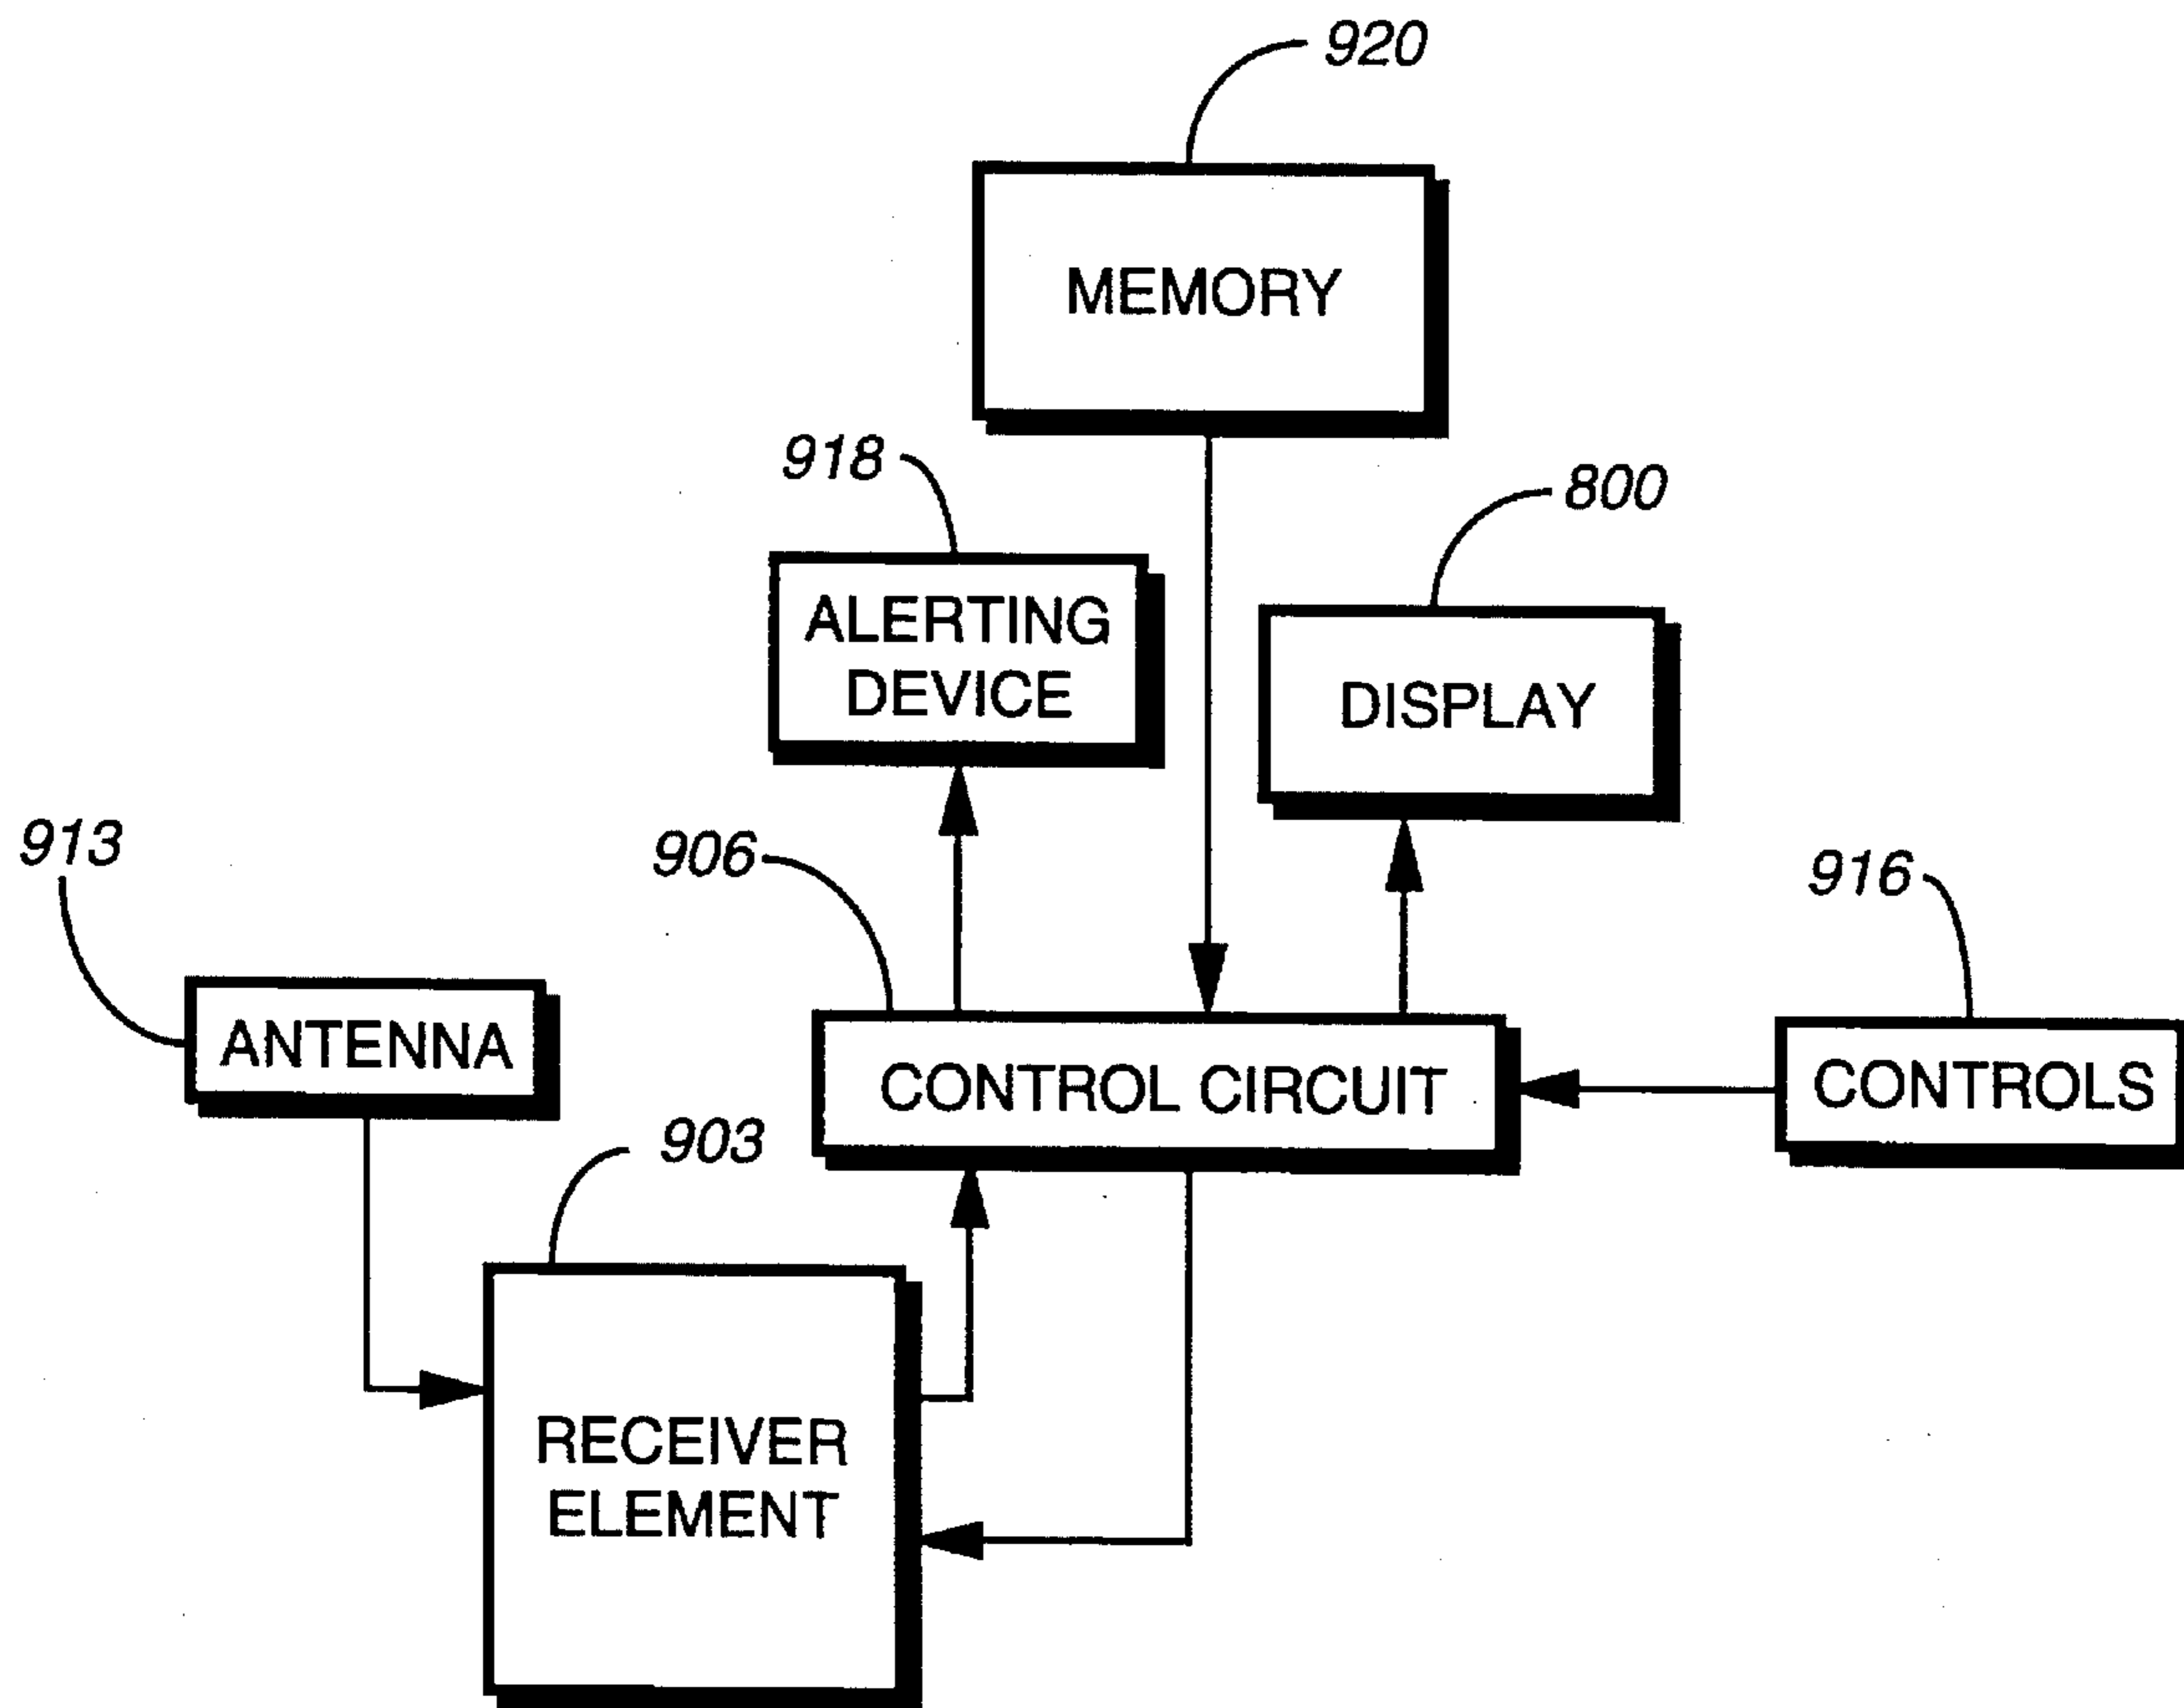 920
MEMORY
918
800
ALERTING
DEVICE
DISPLAY
913
906
916
ANTENNA
CONTROL CIRCUIT
CONTROLS
903
RECEIVER
ELEMENT